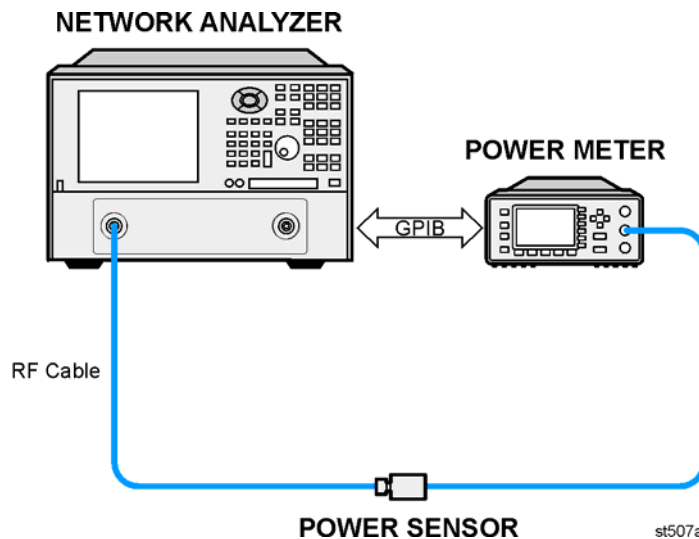 NETWORK ANALYZER
POWER METER
GPIB
RF Cable
POWER SENSOR
st507a